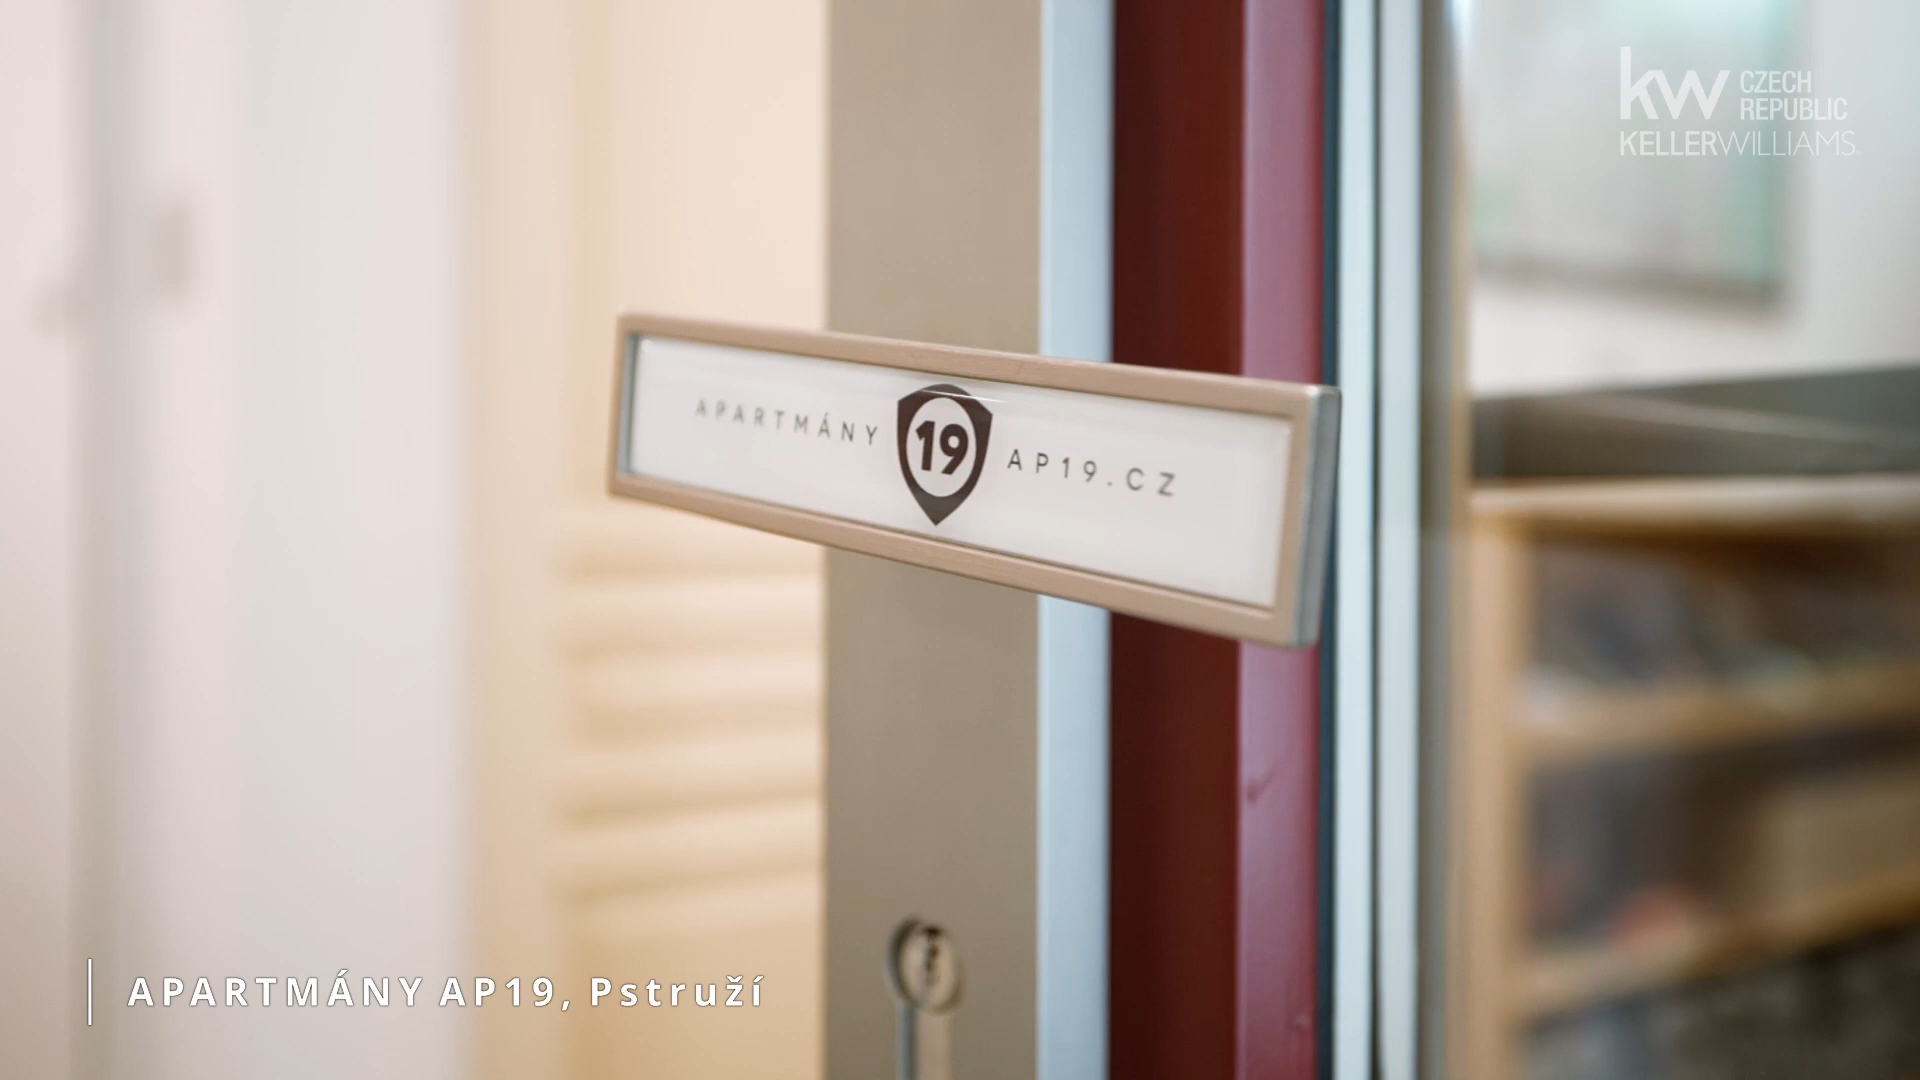 kw CZECH
REPUBLIC
KELLERWILLIAMS
APARTMÁNY 19 AP19.CZ
APARTMÁNY AP19, Pstruží